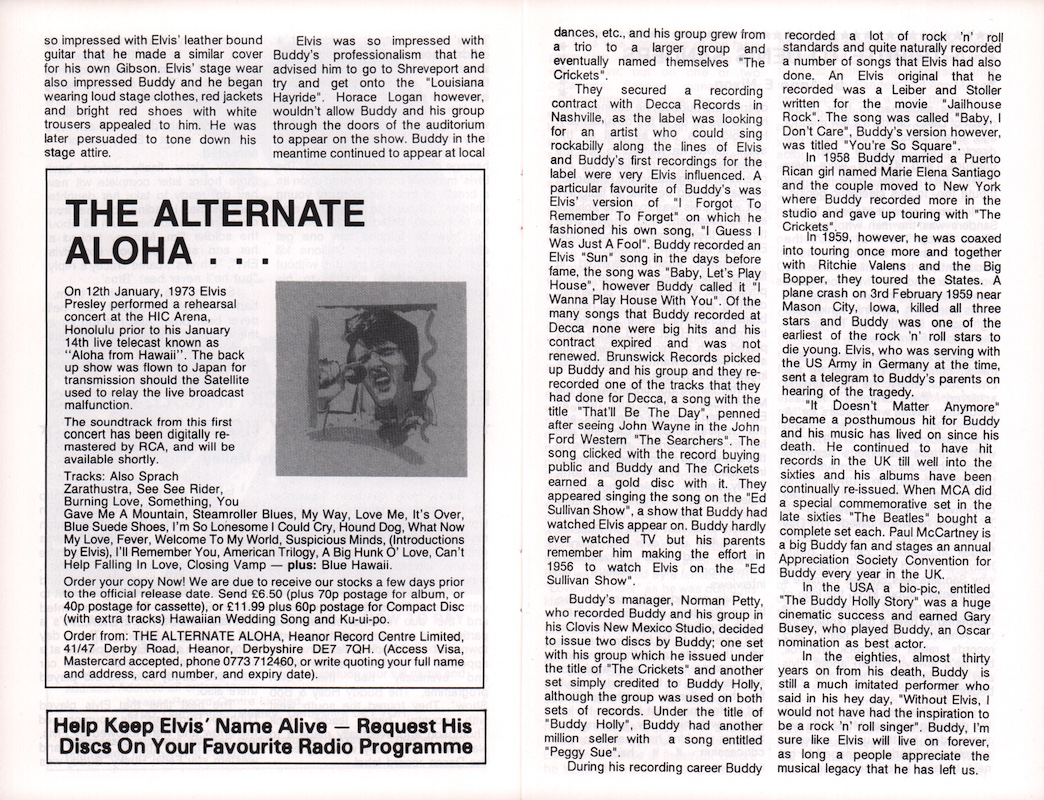 so impressed with Elvis' leather bound
guitar that he made a similar cover
for his own Gibson. Elvis' stage wear
also impressed Buddy and he began
wearing loud stage clothes, red jackets
and bright red shoes with white
trousers appealed to him. He was
later persuaded to tone down his
stage attire.
Elvis was so impressed with
Buddy's professionalism that he
advised him to go to Shreveport and
try and get onto the "Louisiana
Hayride". Horace Logan however,
wouldn't allow Buddy and his group
through the doors of the auditorium
to appear on the show. Buddy in the
meantime continued to appear at local
THE ALTERNATE
ALOHA . . .
On 12th January, 1973 Elvis
Presley performed a rehearsal
concert at the HIC Arena,
Honolulu prior to his January
14th live telecast known as
"Aloha from Hawaii". The back
up show was flown to Japan for
transmission should the Satellite
used to relay the live broadcast
malfunction.
The soundtrack from this first
concert has been digitally re-
mastered by RCA, and will be
available shortly.
Tracks: Also Sprach
Zarathustra, See See Rider,
Burning Love, Something, You
Gave Me A Mountain, Steamroller Blues, My Way, Love Me, It's Over,
Blue Suede Shoes, I'm So Lonesome I Could Cry, Hound Dog, What Now
My Love, Fever, Welcome To My World, Suspicious Minds, (Introductions
by Elvis), I'll Remember You, American Trilogy, A Big Hunk O' Love, Can't
Help Falling In Love, Closing Vamp — plus: Blue Hawaii.
Order your copy Now! We are due to receive our stocks a few days prior
to the official release date. Send £6.50 (plus 70p postage for album, or
40p postage for cassette), or £11.99 plus 60p postage for Compact Disc
(with extra tracks) Hawaiian Wedding Song and Ku-ui-po.
Order from: THE ALTERNATE ALOHA, Heanor Record Centre Limited,
41/47 Derby Road, Heanor, Derbyshire DE7 7QH. (Access Visa,
Mastercard accepted, phone 0773 712460, or write quoting your full name
and address, card number, and expiry date).
Help Keep Elvis' Name Alive — Request His
Discs On Your Favourite Radio Programme
dances, etc., and his group grew from
a trio to a larger group and
eventually named themselves "The
Crickets".
They secured a recording
contract with Decca Records in
Nashville, as the label was looking
for an artist who could sing
rockabilly along the lines of Elvis
and Buddy's first recordings for the
label were very Elvis influenced. A
particular favourite of Buddy's was
Elvis' version of "I Forgot To
Remember To Forget" on which he
fashioned his own song, "I Guess I
Was Just A Fool". Buddy recorded an
Elvis "Sun" song in the days before
fame, the song was "Baby, Let's Play
House", however Buddy called it "I
Wanna Play House With You". Of the
many songs that Buddy recorded at
Decca none were big hits and his
contract expired and was not
renewed. Brunswick Records picked
up Buddy and his group and they re-
recorded one of the tracks that they
had done for Decca, a song with the
title "That'll Be The Day", penned
after seeing John Wayne in the John
Ford Western "The Searchers". The
song clicked with the record buying
public and Buddy and The Crickets
earned a gold disc with it. They
appeared singing the song on the "Ed
Sullivan Show", a show that Buddy had
watched Elvis appear on. Buddy hardly
ever watched TV but his parents
remember him making the effort in
1956 to watch Elvis on the "Ed
Sullivan Show".
Buddy's manager, Norman Petty,
who recorded Buddy and his group in
his Clovis New Mexico Studio, decided
to issue two discs by Buddy; one set
with his group which he issued under
the title of "The Crickets" and another
set simply credited to Buddy Holly,
although the group was used on both
sets of records. Under the title of
"Buddy Holly", Buddy had another
million seller with a song entitled
"Peggy Sue".
During his recording career Buddy
recorded a lot of rock 'n' roll
standards and quite naturally recorded
a number of songs that Elvis had also
done. An Elvis original that he
recorded was a Leiber and Stoller
written for the movie "Jailhouse
Rock". The song was called "Baby, I
Don't Care", Buddy's version however,
was titled "You're So Square".
In 1958 Buddy married a Puerto
Rican girl named Marie Elena Santiago
and the couple moved to New York
where Buddy recorded more in the
studio and gave up touring with "The
Crickets".
In 1959, however, he was coaxed
into touring once more and together
with Ritchie Valens and the Big
Bopper, they toured the States. A
plane crash on 3rd February 1959 near
Mason City, Iowa, killed all three
stars and Buddy was one of the
earliest of the rock 'n' roll stars to
die young. Elvis, who was serving with
the US Army in Germany at the time,
sent a telegram to Buddy's parents on
hearing of the tragedy.
"It Doesn't Matter Anymore"
became a posthumous hit for Buddy
and his music has lived on since his
death. He continued to have hit
records in the UK till well into the
sixties and his albums have been
continually re-issued. When MCA did
a special commemorative set in the
late sixties "The Beatles" bought a
complete set each. Paul McCartney is
a big Buddy fan and stages an annual
Appreciation Society Convention for
Buddy every year in the UK.
In the USA a bio-pic, entitled
"The Buddy Holly Story" was a huge
cinematic success and earned Gary
Busey, who played Buddy, an Oscar
nomination as best actor.
In the eighties, almost thirty
years on from his death, Buddy is
still a much imitated performer who
said in his hey day, "Without Elvis, I
would not have had the inspiration to
be a rock 'n' roll singer". Buddy, I'm
sure like Elvis will live on forever,
as long a people appreciate the
musical legacy that he has left us.